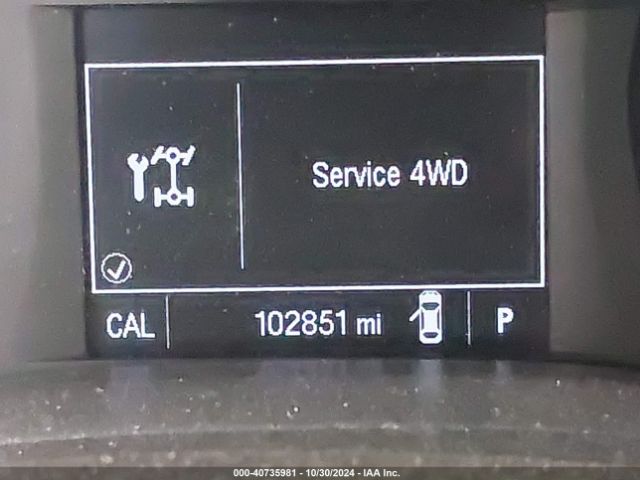 Service 4WD
CAL 102851 mi P
000-40735981 - 10/30/2024 - IAA Inc.